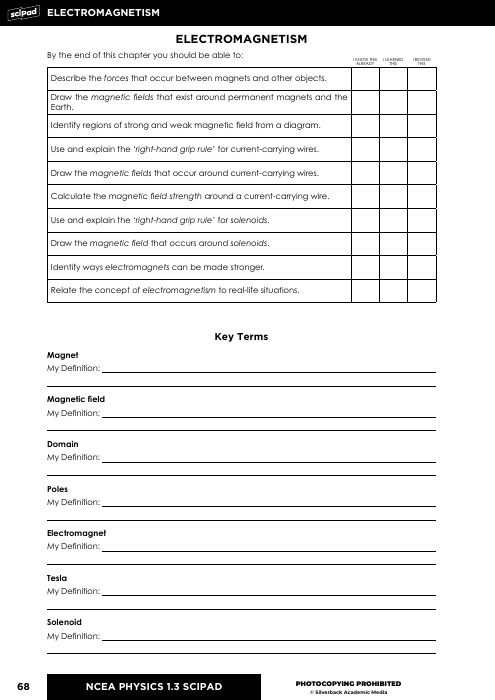 scipad
ELECTROMAGNETISM
ELECTROMAGNETISM
By the end of this chapter you should be able to:
I KNOW THIS ALREADY
I LEARNED THIS
I REVISED THIS
Describe the forces that occur between magnets and other objects.
Draw the magnetic fields that exist around permanent magnets and the
Earth.
Identify regions of strong and weak magnetic field from a diagram.
Use and explain the ‘right-hand grip rule’ for current-carrying wires.
Draw the magnetic fields that occur around current-carrying wires.
Calculate the magnetic field strength around a current-carrying wire.
Use and explain the ‘right-hand grip rule’ for solenoids.
Draw the magnetic field that occurs around solenoids.
Identify ways electromagnets can be made stronger.
Relate the concept of electromagnetism to real-life situations.
Key Terms
Magnet
My Definition:
Magnetic field
My Definition:
Domain
My Definition:
Poles
My Definition:
Electromagnet
My Definition:
Tesla
My Definition:
Solenoid
My Definition:
68
NCEA PHYSICS 1.3 SCIPAD
PHOTOCOPYING PROHIBITED
© Silverback Academic Media